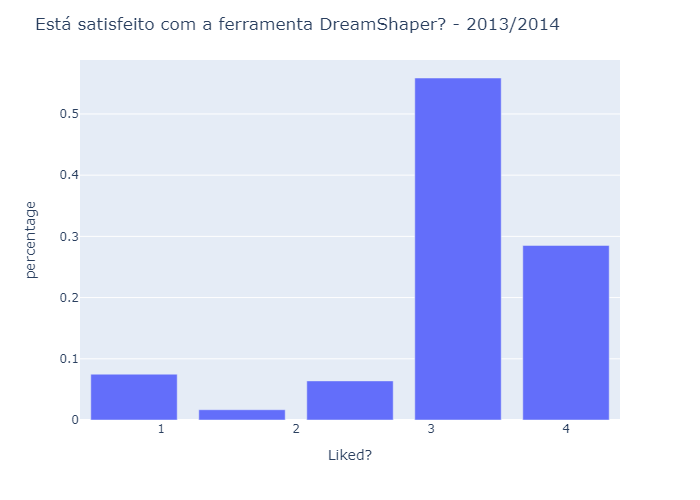 Está satisfeito com a ferramenta DreamShaper? - 2013/2014
percentage
0.5
0.4
0.3
0.2
0.1
0
1 2 3 4
Liked?